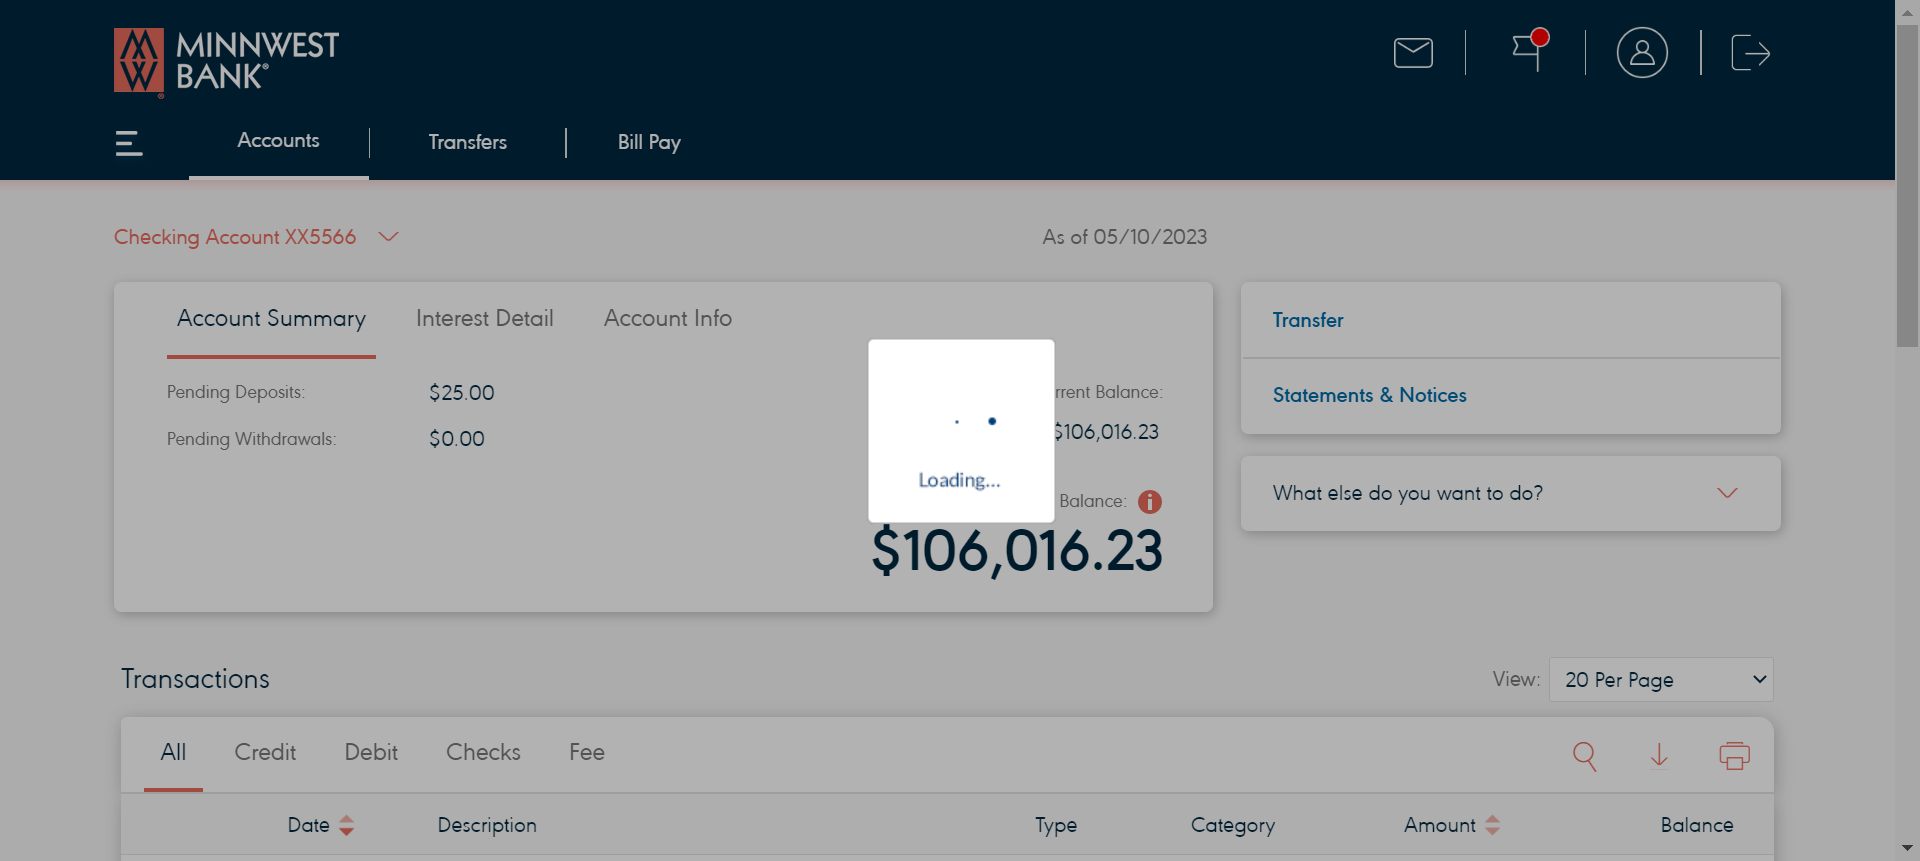 MINNWEST
BANK®
Accounts
Transfers
Bill Pay
Checking Account XX5566
As of 05/10/2023
Account Summary
Interest Detail
Account Info
Pending Deposits:
$25.00
Pending Withdrawals:
$0.00
rrent Balance:
$106,016.23
Balance:
$106,016.23
Loading...
Transfer
Statements & Notices
What else do you want to do?
Transactions
View:
20 Per Page
All
Credit
Debit
Checks
Fee
Date
Description
Type
Category
Amount
Balance